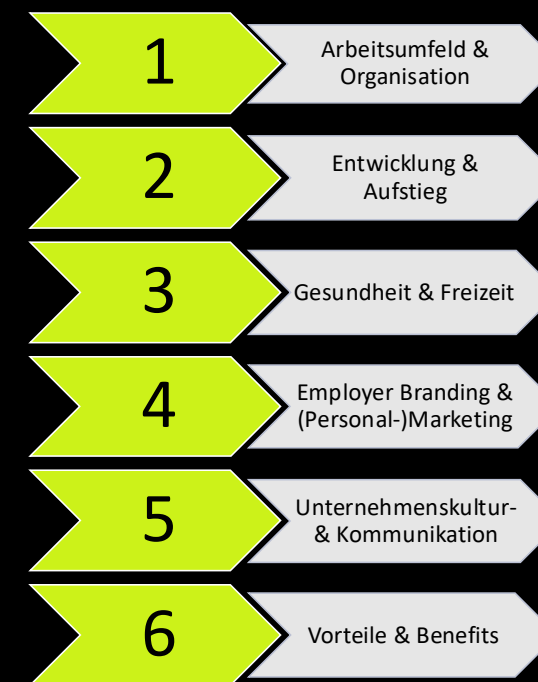 1
Arbeitsumfeld &
Organisation
2
Entwicklung &
Aufstieg
3
Gesundheit & Freizeit
4
Employer Branding &
(Personal-)Marketing
5
Unternehmenskultur-
& Kommunikation
6
Vorteile & Benefits